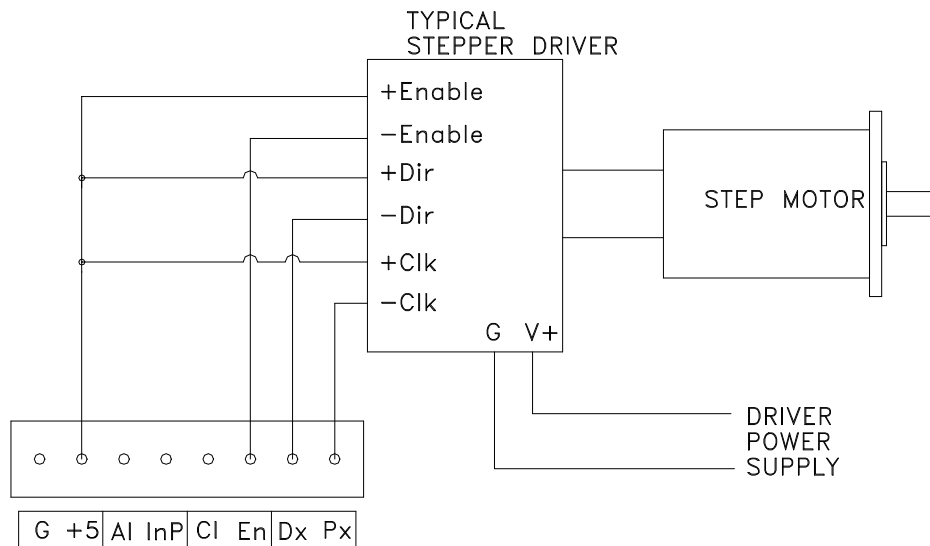 TYPICAL
STEPPER DRIVER
+Enable
−Enable
+Dir
−Dir
+Clk
−Clk
G V+
STEP MOTOR
DRIVER
POWER
SUPPLY
G +5 AI InP CI En Dx Px